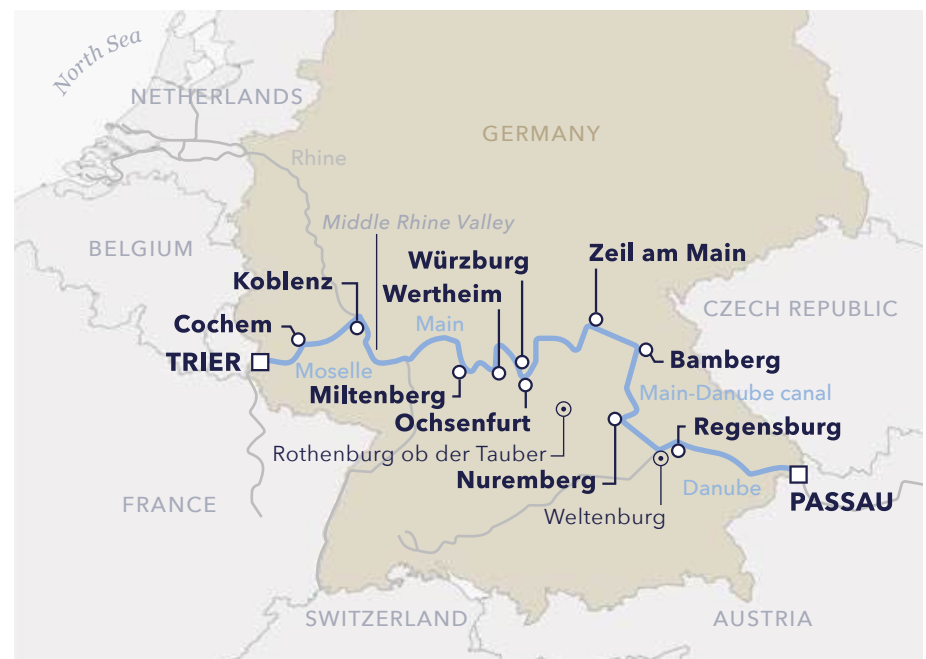 North Sea
NETHERLANDS
GERMANY
Rhine
Middle Rhine Valley
BELGIUM
Würzburg
Zeil am Main
Koblenz
Wertheim
CZECH REPUBLIC
Cochem
Main
TRIER
Moselle
Bamberg
Miltenberg
Main-Danube canal
Ochsenfurt
Regensburg
Rothenburg ob der Tauber
Nuremberg
Danube
FRANCE
PASSAU
Weltenburg
SWITZERLAND
AUSTRIA